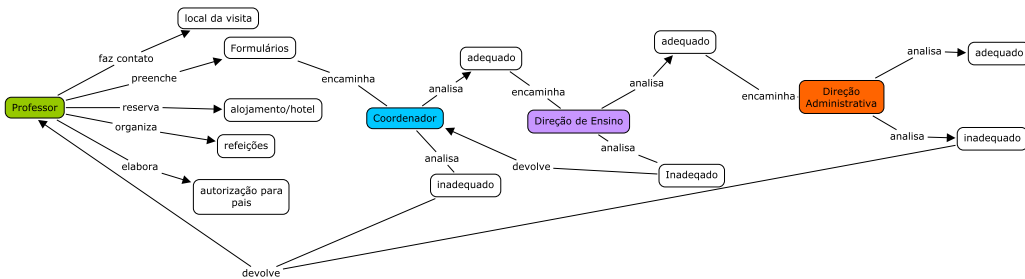 local da visita
faz contato
Formulários
preenche
Professor
reserva
alojamento/hotel
organiza
refeições
elabora
autorização para
pais
encaminha
adequado
analisa
Coordenador
analisa
inadequado
encaminha
adequado
analisa
Direção de Ensino
analisa
devolve
Inadeqado
encaminha
Direção
Administrativa
analisa
adequado
analisa
inadequado
devolve